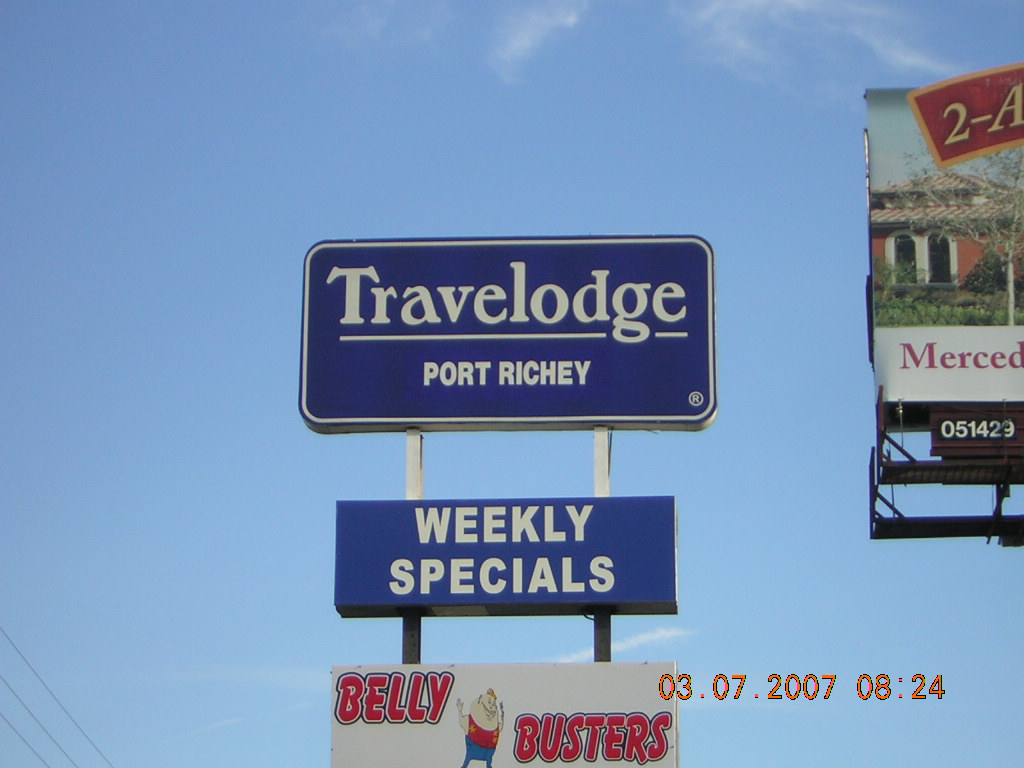 Travelodge
PORT RICHEY
®
WEEKLY
SPECIALS
BELLY
BUSTERS
2-A
Merced
051429
03.07.2007 08:24